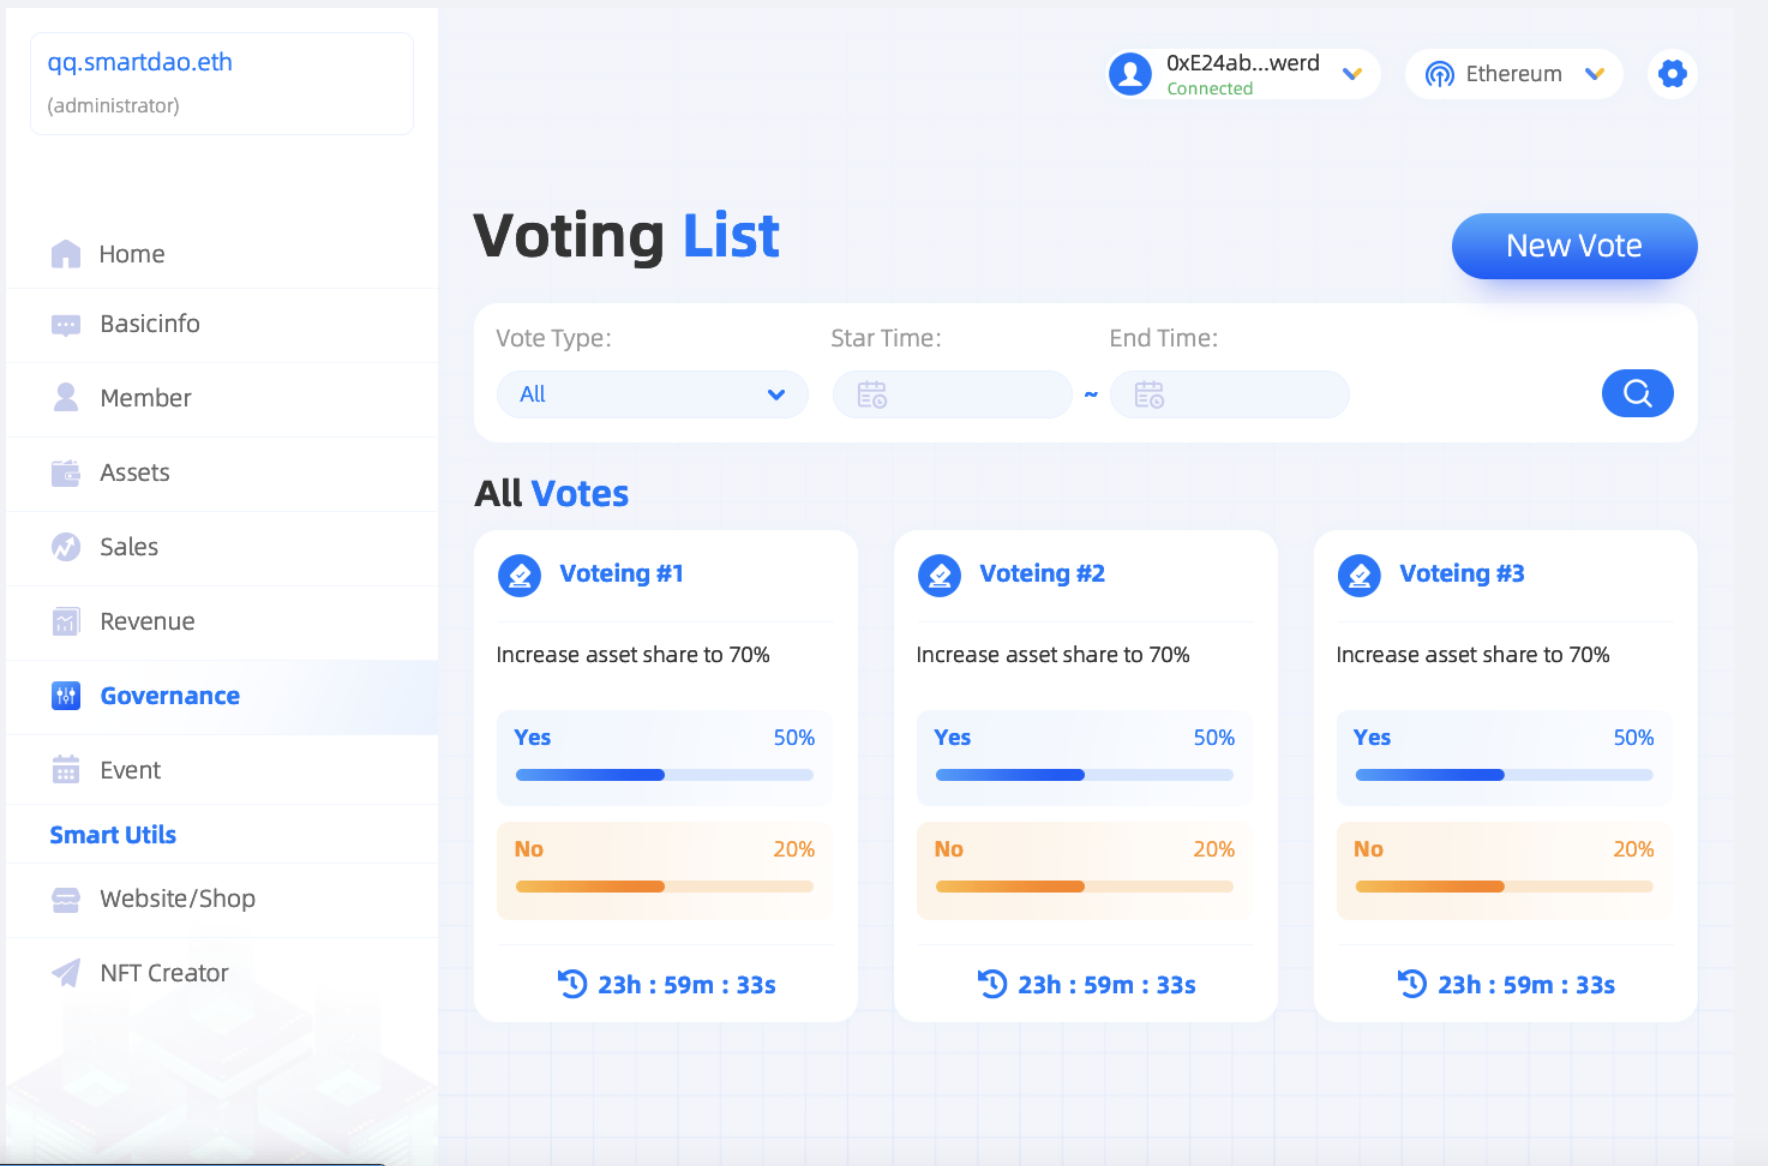 qq.smartdao.eth
(administrator)
Home
Basicinfo
Member
Assets
Sales
Revenue
Governance
Event
Smart Utils
Website/Shop
NFT Creator
0xE24ab...werd
Connected
Ethereum
Voting List
New Vote
Vote Type:
Star Time:
End Time:
All
~
All Votes
Voteing #1
Increase asset share to 70%
Yes 50%
No 20%
23h : 59m : 33s
Voteing #2
Increase asset share to 70%
Yes 50%
No 20%
23h : 59m : 33s
Voteing #3
Increase asset share to 70%
Yes 50%
No 20%
23h : 59m : 33s